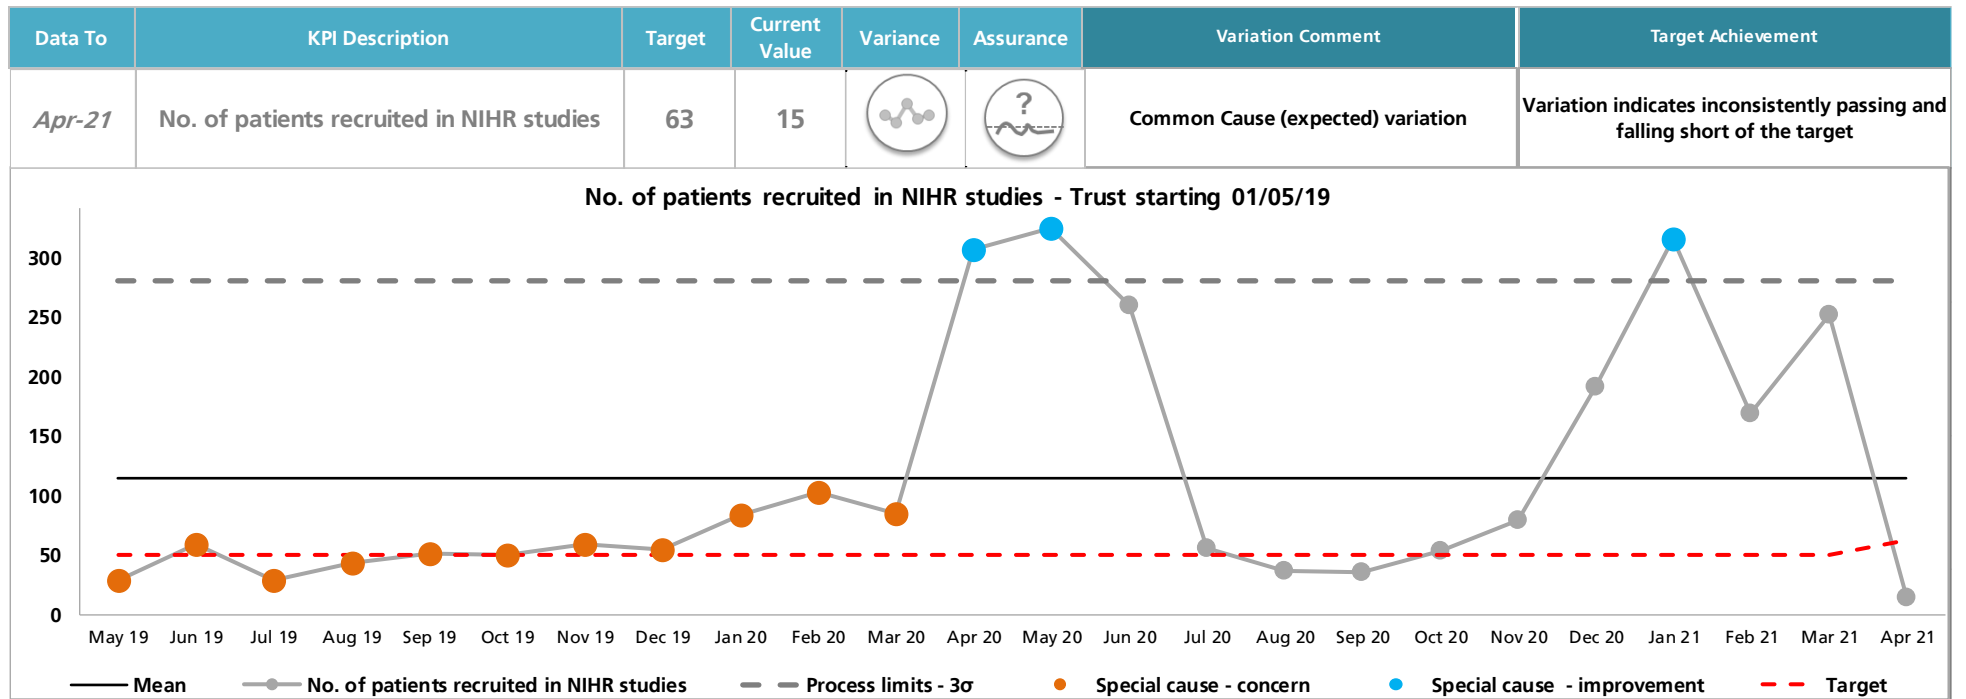 Data To KPI Description Target Current Value Variance Assurance Variation Comment Target Achievement
Apr-21 No. of patients recruited in NIHR studies 63 15 ? Common Cause (expected) variation Variation indicates inconsistently passing and falling short of the target
No. of patients recruited in NIHR studies - Trust starting 01/05/19
300
250
200
150
100
50
0
May 19 Jun 19 Jul 19 Aug 19 Sep 19 Oct 19 Nov 19 Dec 19 Jan 20 Feb 20 Mar 20 Apr 20 May 20 Jun 20 Jul 20 Aug 20 Sep 20 Oct 20 Nov 20 Dec 20 Jan 21 Feb 21 Mar 21 Apr 21
Mean No. of patients recruited in NIHR studies Process limits - 3σ Special cause - concern Special cause - improvement Target